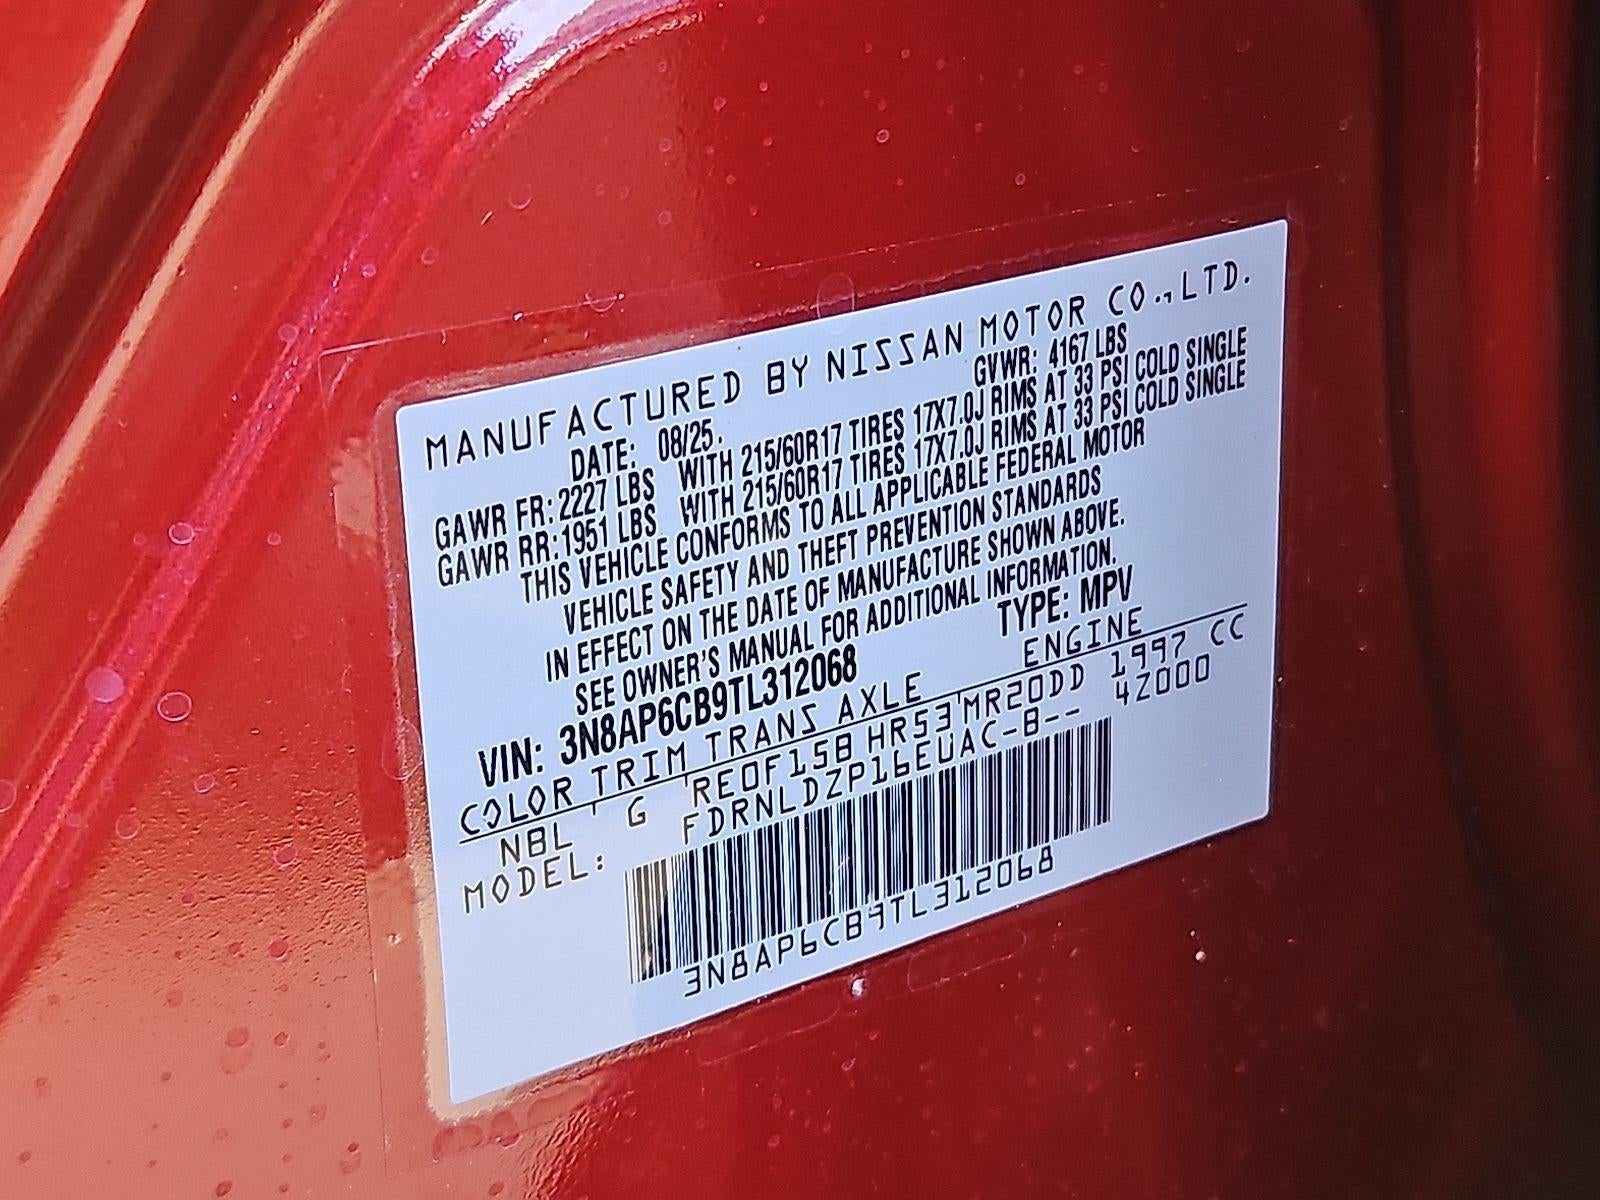 MANUFACTURED BY NISSAN MOTOR CO.,LTD.
DATE: 08/25. GVWR: 4167 LBS
GAWR FR: 2227 LBS WITH 215/60R17 TIRES 17X7.0J RIMS AT 33 PSI COLD SINGLE
GAWR RR: 1951 LBS WITH 215/60R17 TIRES 17X7.0J RIMS AT 33 PSI COLD SINGLE
THIS VEHICLE CONFORMS TO ALL APPLICABLE FEDERAL MOTOR
VEHICLE SAFETY AND THEFT PREVENTION STANDARDS
IN EFFECT ON THE DATE OF MANUFACTURE SHOWN ABOVE.
SEE OWNER'S MANUAL FOR ADDITIONAL INFORMATION.
VIN: 3N8AP6CB9TL312068 TYPE: MPV
COLOR TRIM TRANS AXLE ENGINE
NBL G RE0F15B HR53 MR20DD 1997 CC
MODEL: FDRNLDZP16EUAC-B-- 4Z000
3N8AP6CB9TL312068